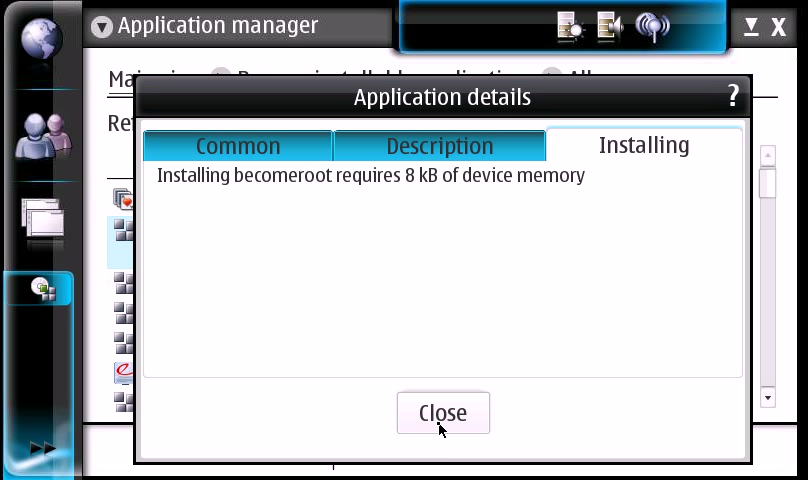 Application manager
Application details
?
Common
Description
Installing
Installing becomeroot requires 8 kB of device memory
Close